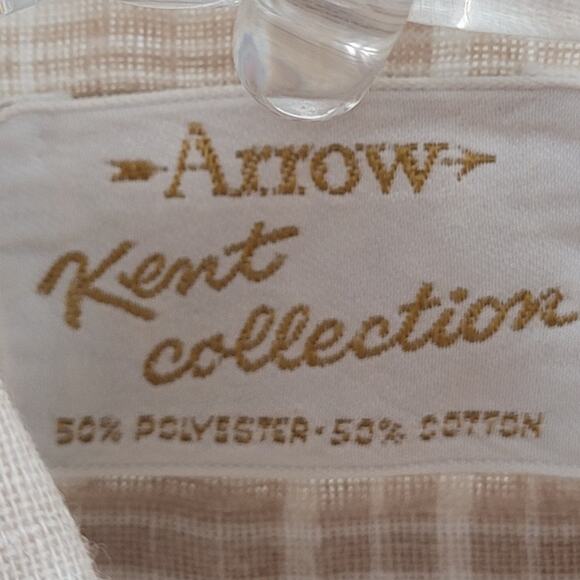 Arrow
Kent
collection
50% POLYESTER • 50% COTTON